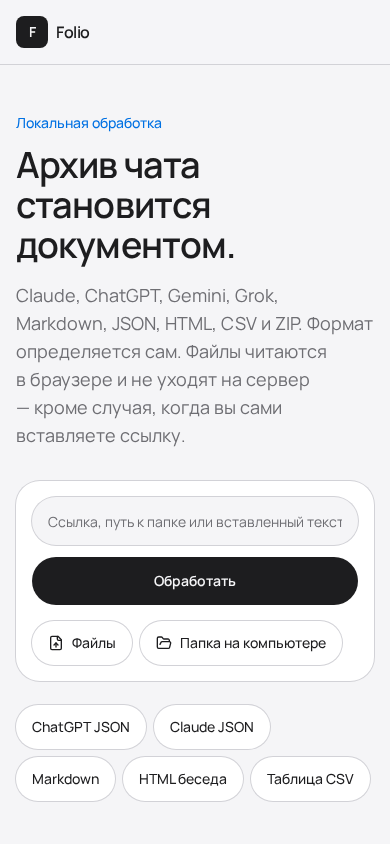 F Folio
Локальная обработка
Архив чата
становится
документом.
Claude, ChatGPT, Gemini, Grok,
Markdown, JSON, HTML, CSV и ZIP. Формат
определяется сам. Файлы читаются
в браузере и не уходят на сервер
— кроме случая, когда вы сами
вставляете ссылку.
Ссылка, путь к папке или вставленный текст
Обработать
Файлы Папка на компьютере
ChatGPT JSON Claude JSON
Markdown HTML беседа Таблица CSV